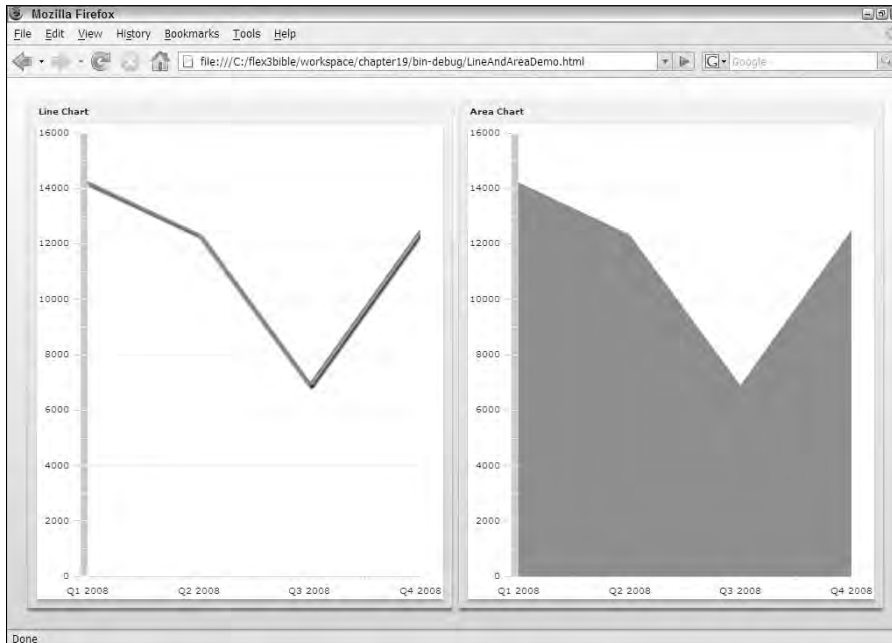 Mozilla Firefox
File Edit View History Bookmarks Tools Help
file:///C:/flex3bible/workspace/chapter19/bin-debug/LineAndAreaDemo.html
G
Google
Line Chart
16000
14000
12000
10000
8000
6000
4000
2000
0
Q1 2008 Q2 2008 Q3 2008 Q4 2008
Area Chart
16000
14000
12000
10000
8000
6000
4000
2000
0
Q1 2008 Q2 2008 Q3 2008 Q4 2008
Done